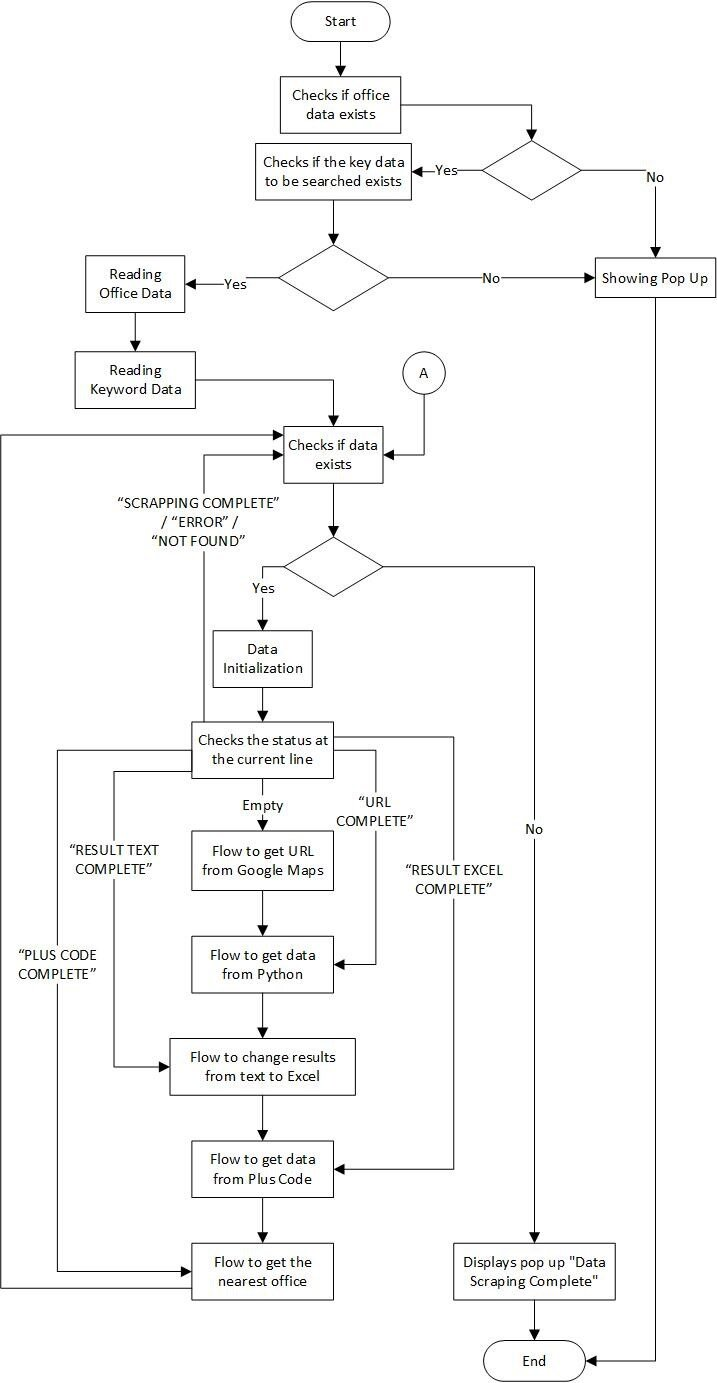 Start
Checks if office
data exists
Checks if the key data
to be searched exists
Yes
No
Reading
Office Data
Yes
No
Showing Pop Up
Reading
Keyword Data
A
Checks if data
exists
“SCRAPPING COMPLETE”
/ “ERROR” /
“NOT FOUND”
Yes
Data
Initialization
Checks the status at
the current line
Empty
“URL
COMPLETE”
No
“RESULT TEXT
COMPLETE”
Flow to get URL
from Google Maps
“RESULT EXCEL
COMPLETE”
“PLUS CODE
COMPLETE”
Flow to get data
from Python
Flow to change results
from text to Excel
Flow to get data
from Plus Code
Flow to get the
nearest office
Displays pop up "Data
Scraping Complete"
End